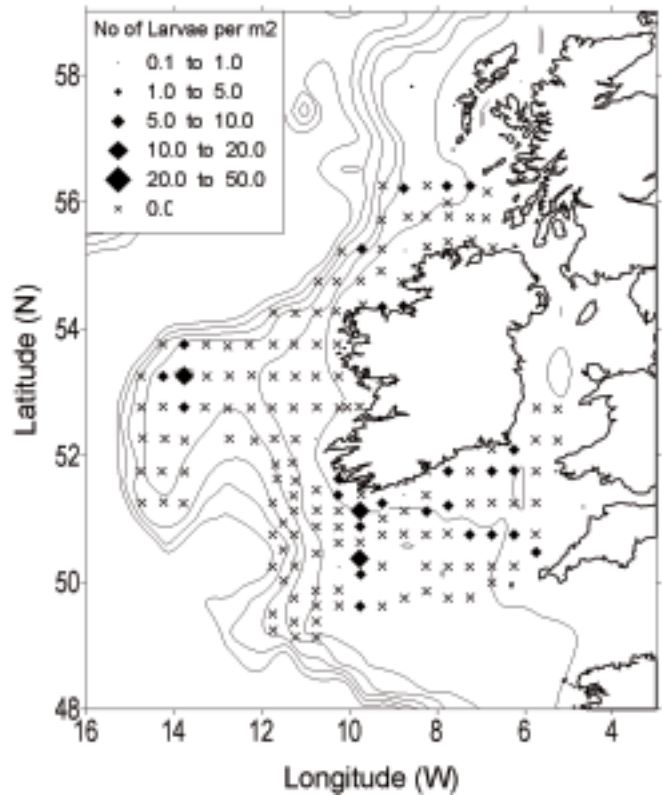 No of Larvae per m2
0.1 to 1.0
1.0 to 5.0
5.0 to 10.0
10.0 to 20.0
20.0 to 50.0
0.0
58
56
54
52
50
48
Latitude (N)
16 14 12 10 8 6 4
Longitude (W)